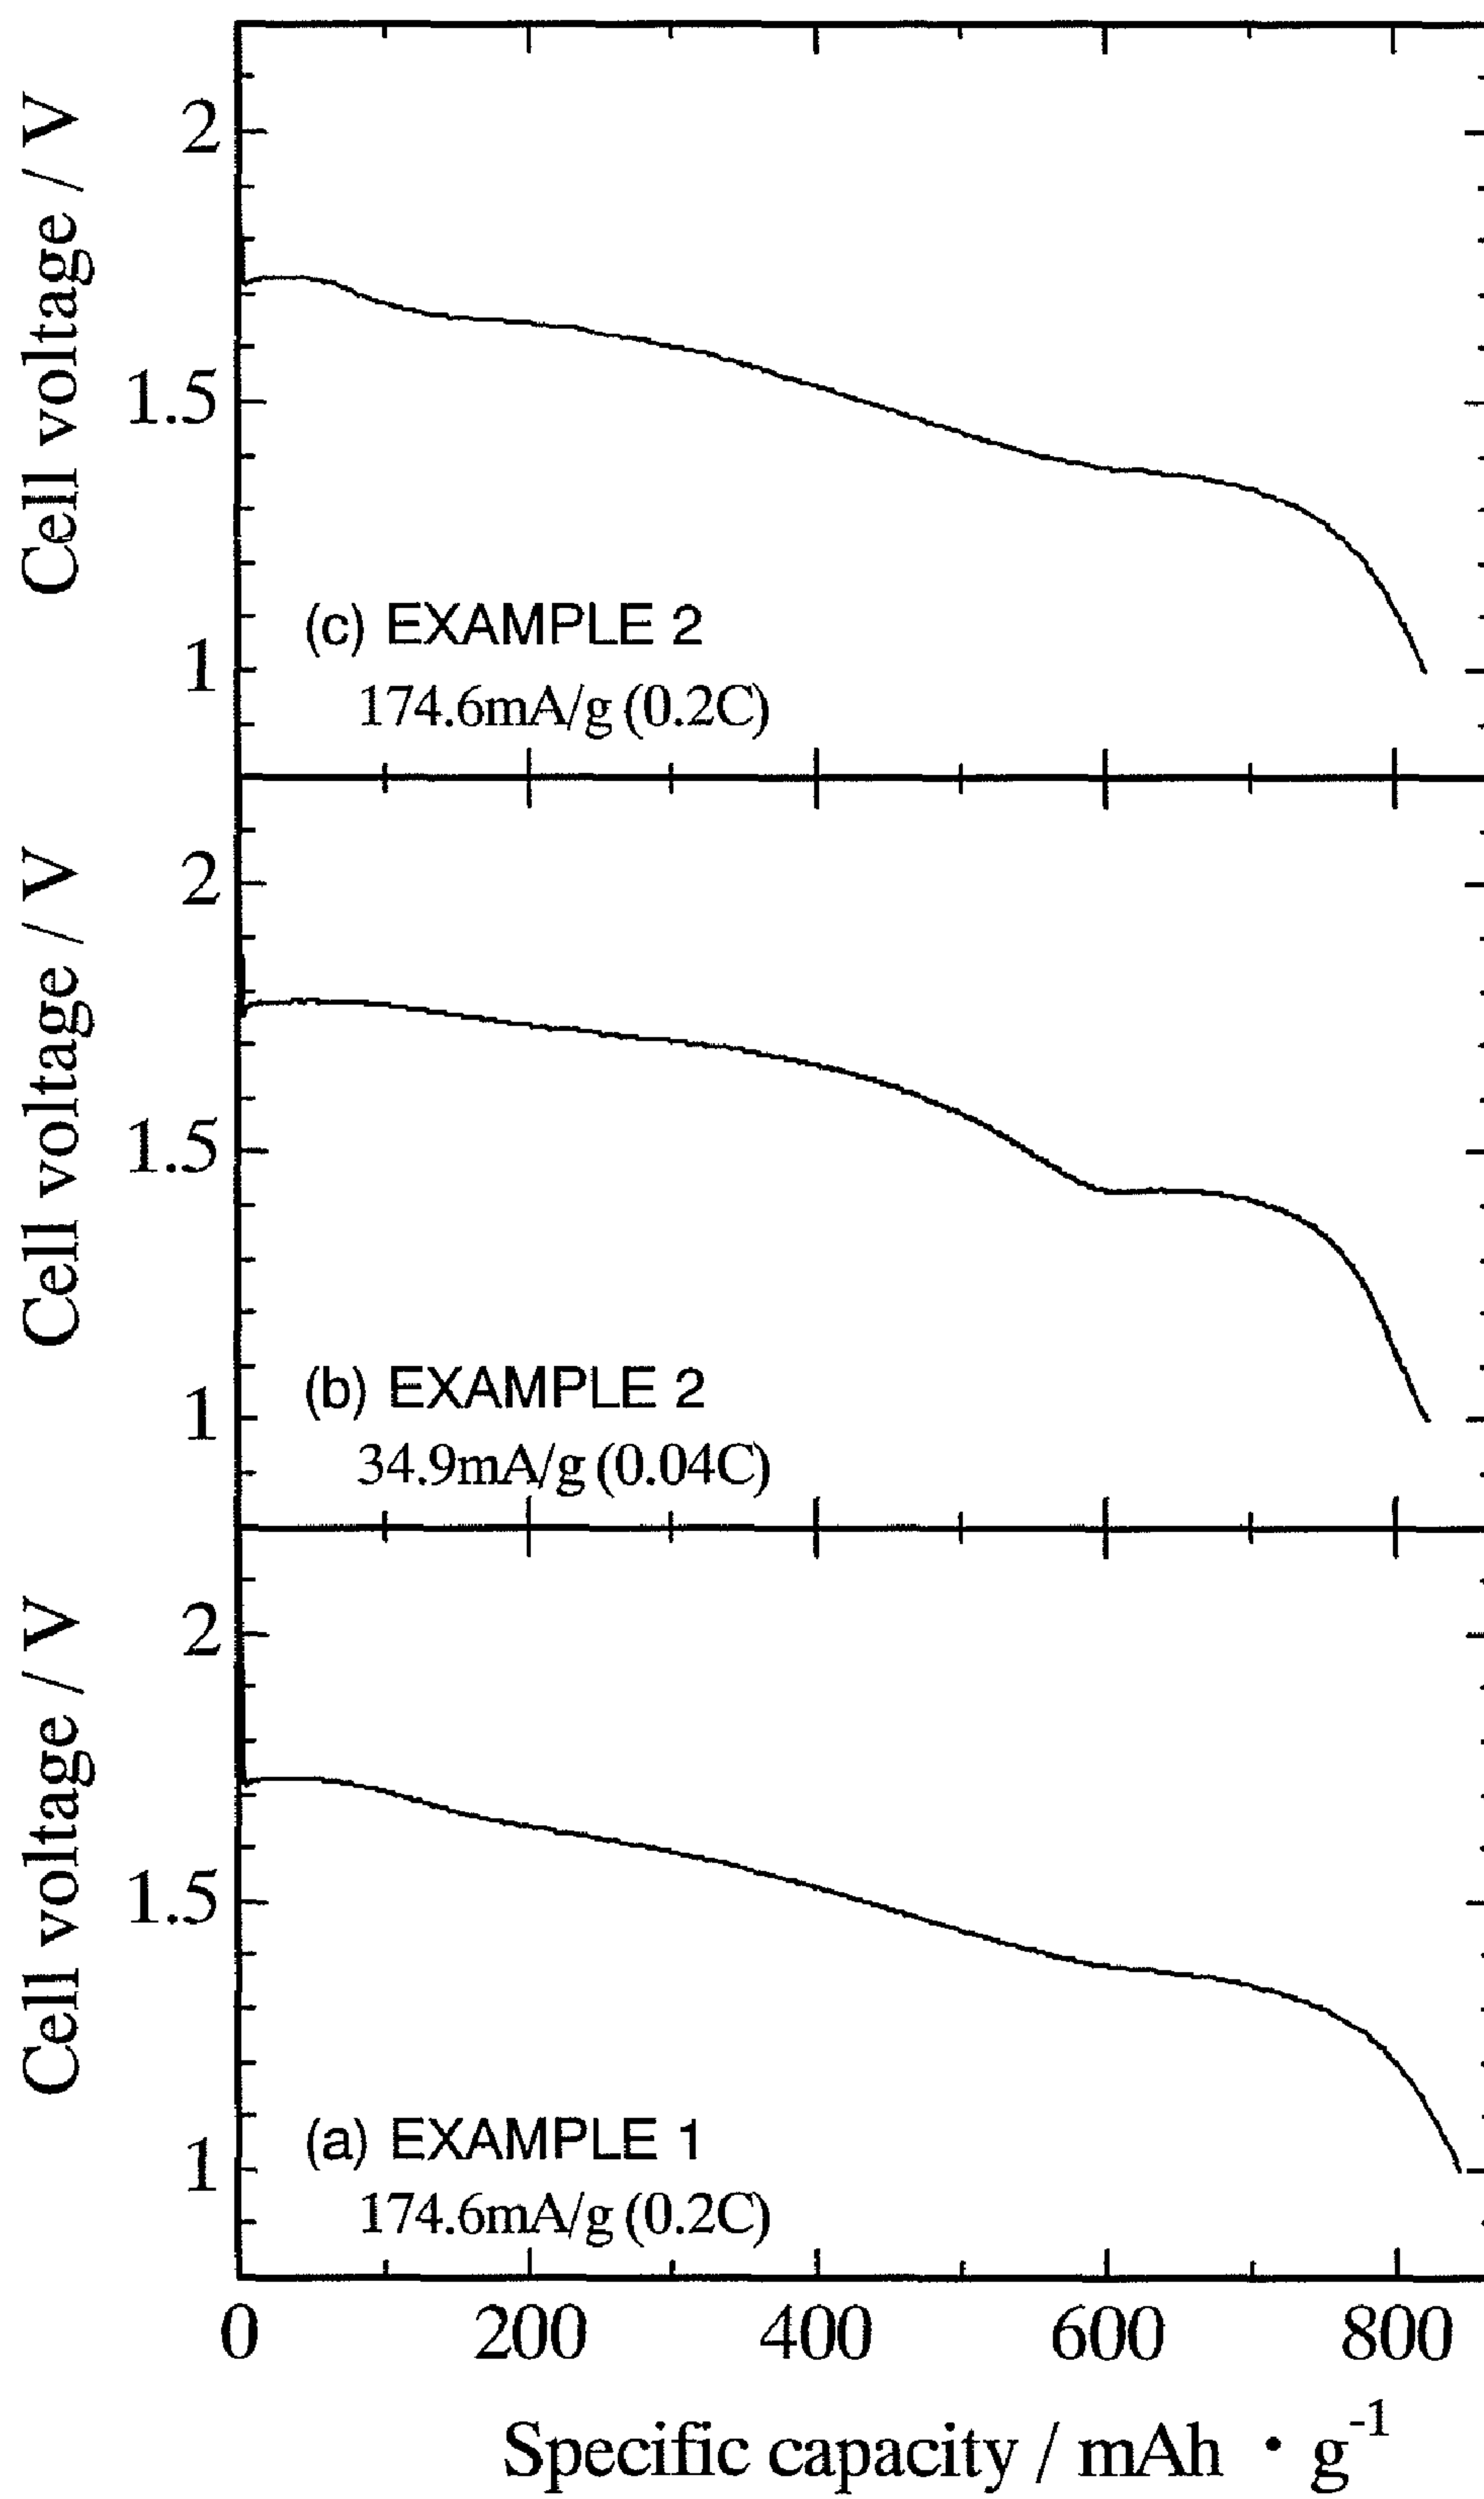 Cell voltage / V
2
1.5
1
(c) EXAMPLE 2
174.6mA/g (0.2C)
Cell voltage / V
2
1.5
1
(b) EXAMPLE 2
34.9mA/g (0.04C)
Cell voltage / V
2
1.5
1
(a) EXAMPLE 1
174.6mA/g (0.2C)
0 200 400 600 800
Specific capacity / mAh • g⁻¹